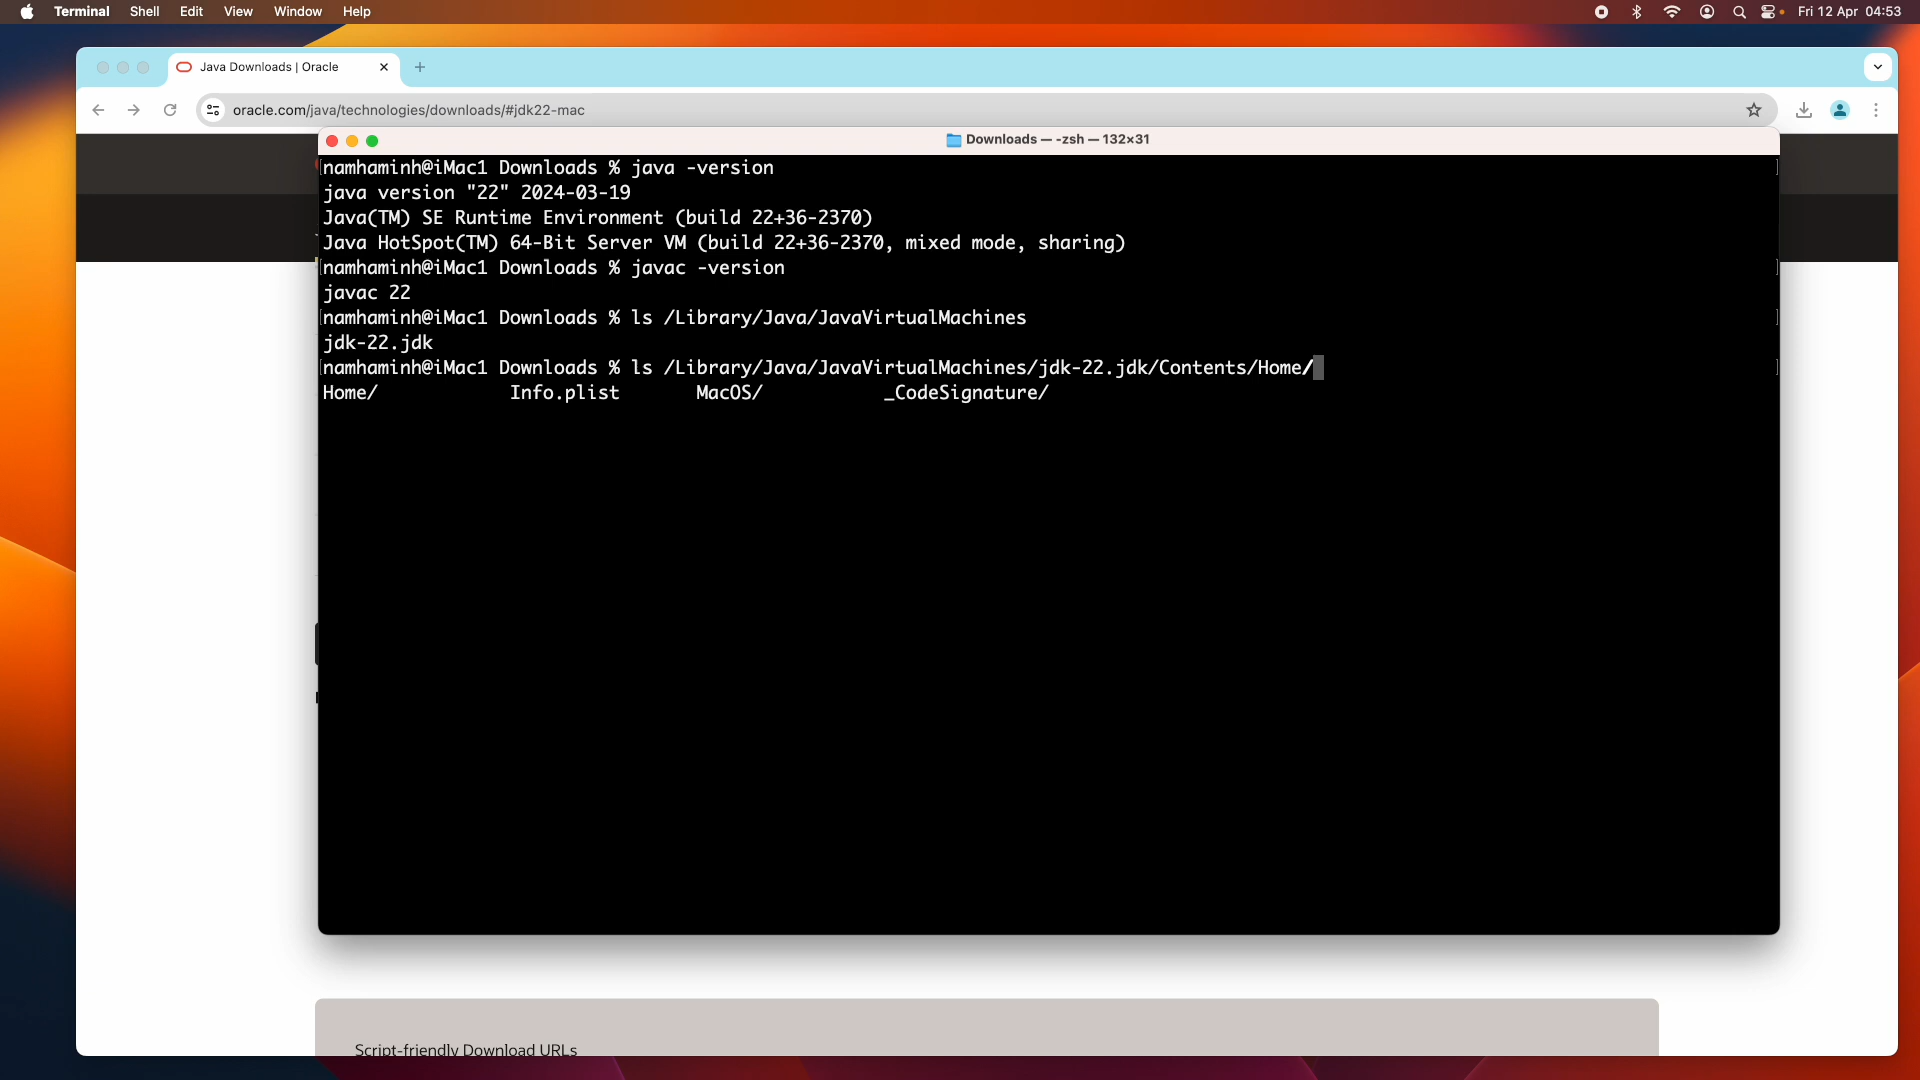 Terminal Shell Edit View Window Help Fri 12 Apr 04:53
Java Downloads | Oracle
oracle.com/java/technologies/downloads/#jdk22-mac
Downloads — -zsh — 132×31
namhaminh@iMac1 Downloads % java -version
java version "22" 2024-03-19
Java(TM) SE Runtime Environment (build 22+36-2370)
Java HotSpot(TM) 64-Bit Server VM (build 22+36-2370, mixed mode, sharing)
namhaminh@iMac1 Downloads % javac -version
javac 22
namhaminh@iMac1 Downloads % ls /Library/Java/JavaVirtualMachines
jdk-22.jdk
namhaminh@iMac1 Downloads % ls /Library/Java/JavaVirtualMachines/jdk-22.jdk/Contents/Home/
Home/ Info.plist MacOS/ _CodeSignature/
Script-friendly Download URLs